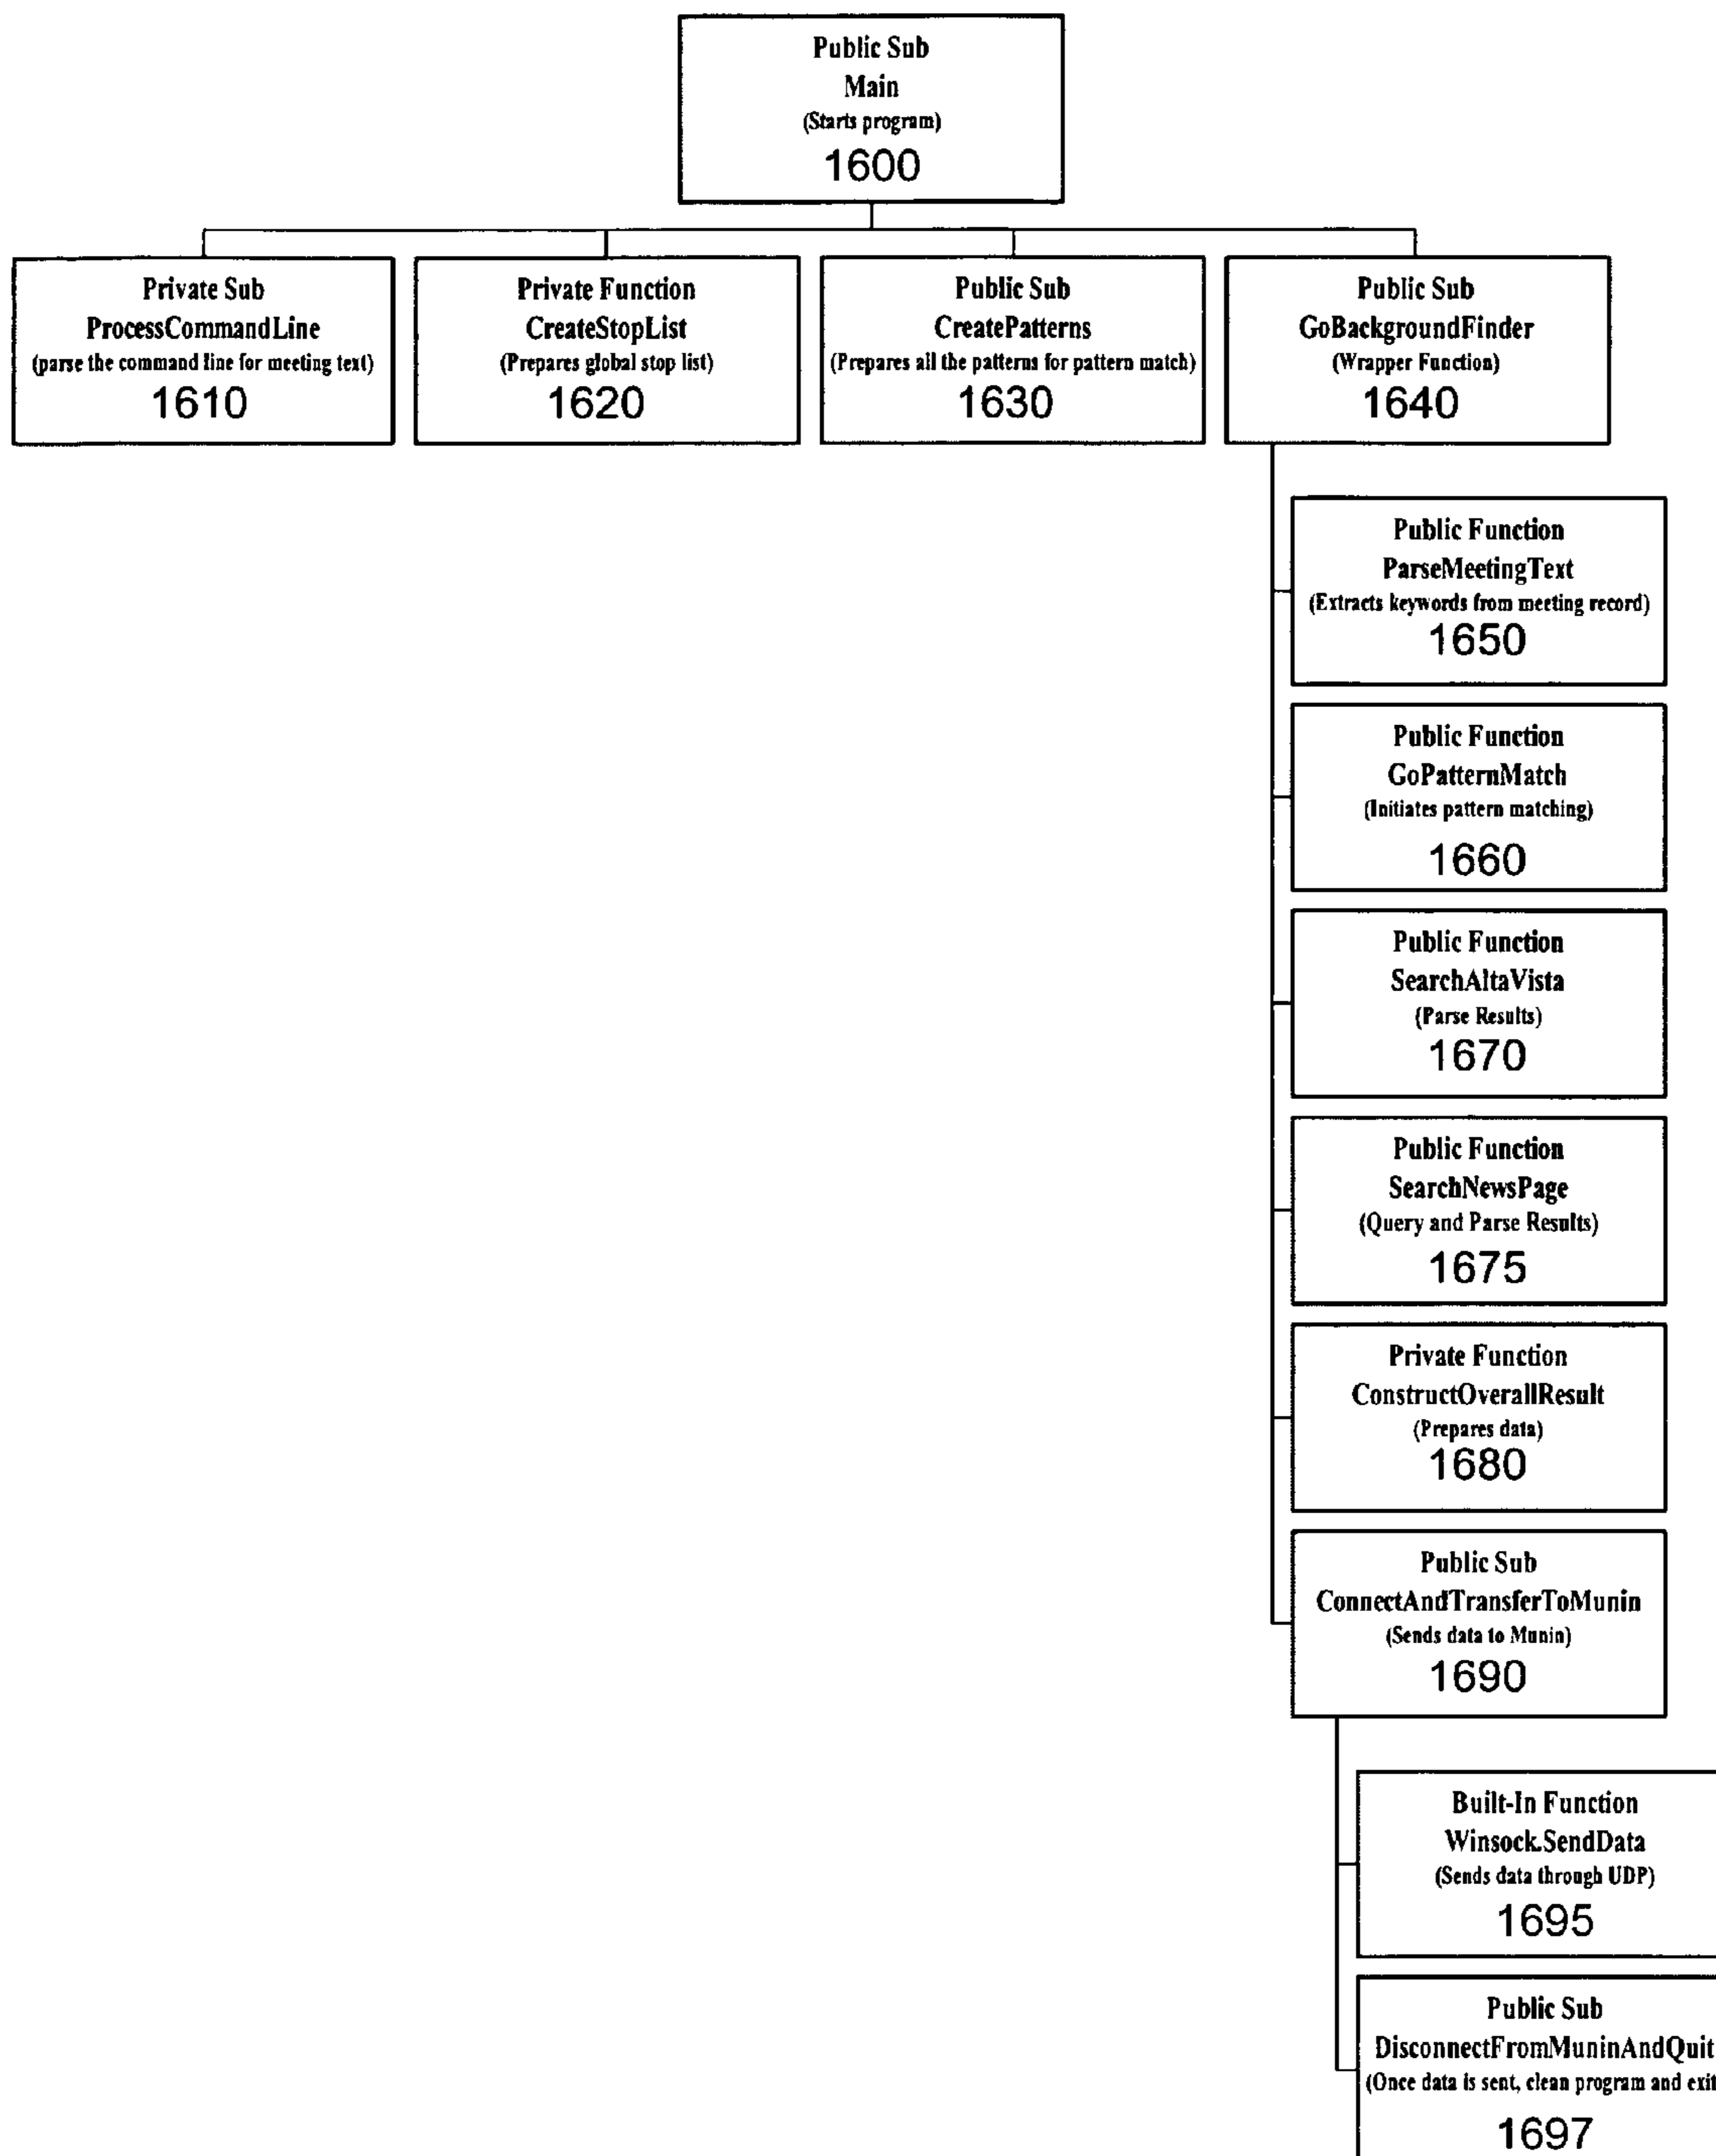 Public Sub
Main
(Starts program)
1600
Private Sub
ProcessCommandLine
(parse the command line for meeting text)
1610
Private Function
CreateStopList
(Prepares global stop list)
1620
Public Sub
CreatePatterns
(Prepares all the patterns for pattern match)
1630
Public Sub
GoBackgroundFinder
(Wrapper Function)
1640
Public Function
ParseMeetingText
(Extracts keywords from meeting record)
1650
Public Function
GoPatternMatch
(Initiates pattern matching)
1660
Public Function
SearchAltaVista
(Parse Results)
1670
Public Function
SearchNewsPage
(Query and Parse Results)
1675
Private Function
ConstructOverallResult
(Prepares data)
1680
Public Sub
ConnectAndTransferToMunin
(Sends data to Munin)
1690
Built-In Function
Winsock.SendData
(Sends data through UDP)
1695
Public Sub
DisconnectFromMuninAndQuit
(Once data is sent, clean program and exit
1697